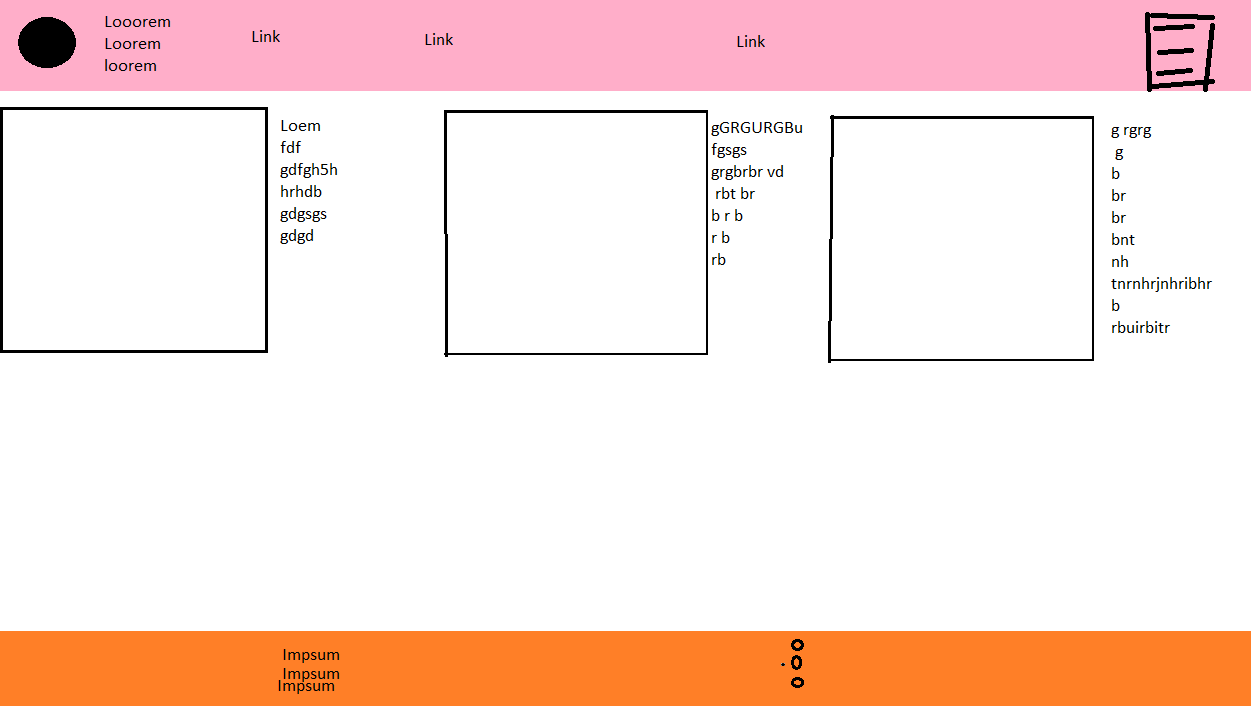 Looorem
Loorem
loorem
Link
Link
Link
Loem
fdf
gdfgh5h
hrhdb
gdgsgs
gdgd
gGRGURGBu
fgsgs
grgbrbr vd
rbt br
b r b
r b
rb
g rgrg
g
b
br
br
bnt
nh
tnrnhrjnhribhr
b
rbuirbitr
Impsum
Impsum
Impsum